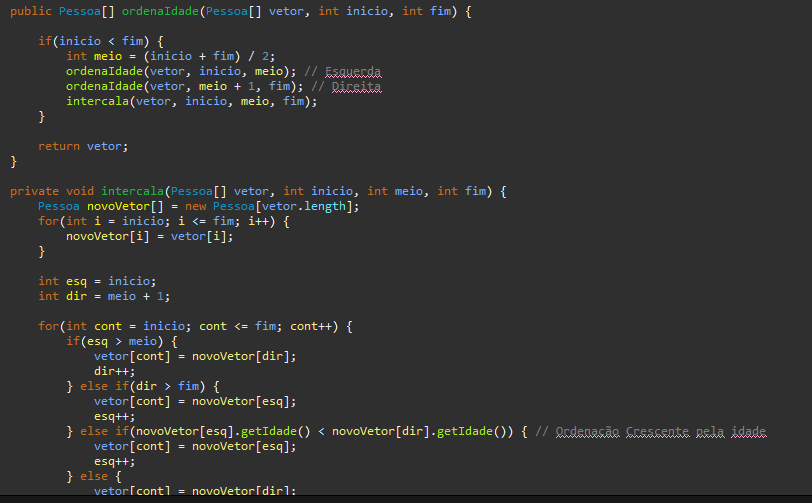 public Pessoa[] ordenaIdade(Pessoa[] vetor, int inicio, int fim) {
if(inicio < fim) {
int meio = (inicio + fim) / 2;
ordenaIdade(vetor, inicio, meio); // Esquerda
ordenaIdade(vetor, meio + 1, fim); // Direita
intercala(vetor, inicio, meio, fim);
}
return vetor;
}
private void intercala(Pessoa[] vetor, int inicio, int meio, int fim) {
Pessoa novoVetor[] = new Pessoa[vetor.length];
for(int i = inicio; i <= fim; i++) {
novoVetor[i] = vetor[i];
}
int esq = inicio;
int dir = meio + 1;
for(int cont = inicio; cont <= fim; cont++) {
if(esq > meio) {
vetor[cont] = novoVetor[dir];
dir++;
} else if(dir > fim) {
vetor[cont] = novoVetor[esq];
esq++;
} else if(novoVetor[esq].getIdade() < novoVetor[dir].getIdade()) { // Ordenação Crescente pela idade
vetor[cont] = novoVetor[esq];
esq++;
} else {
vetor[cont] = novoVetor[dir];